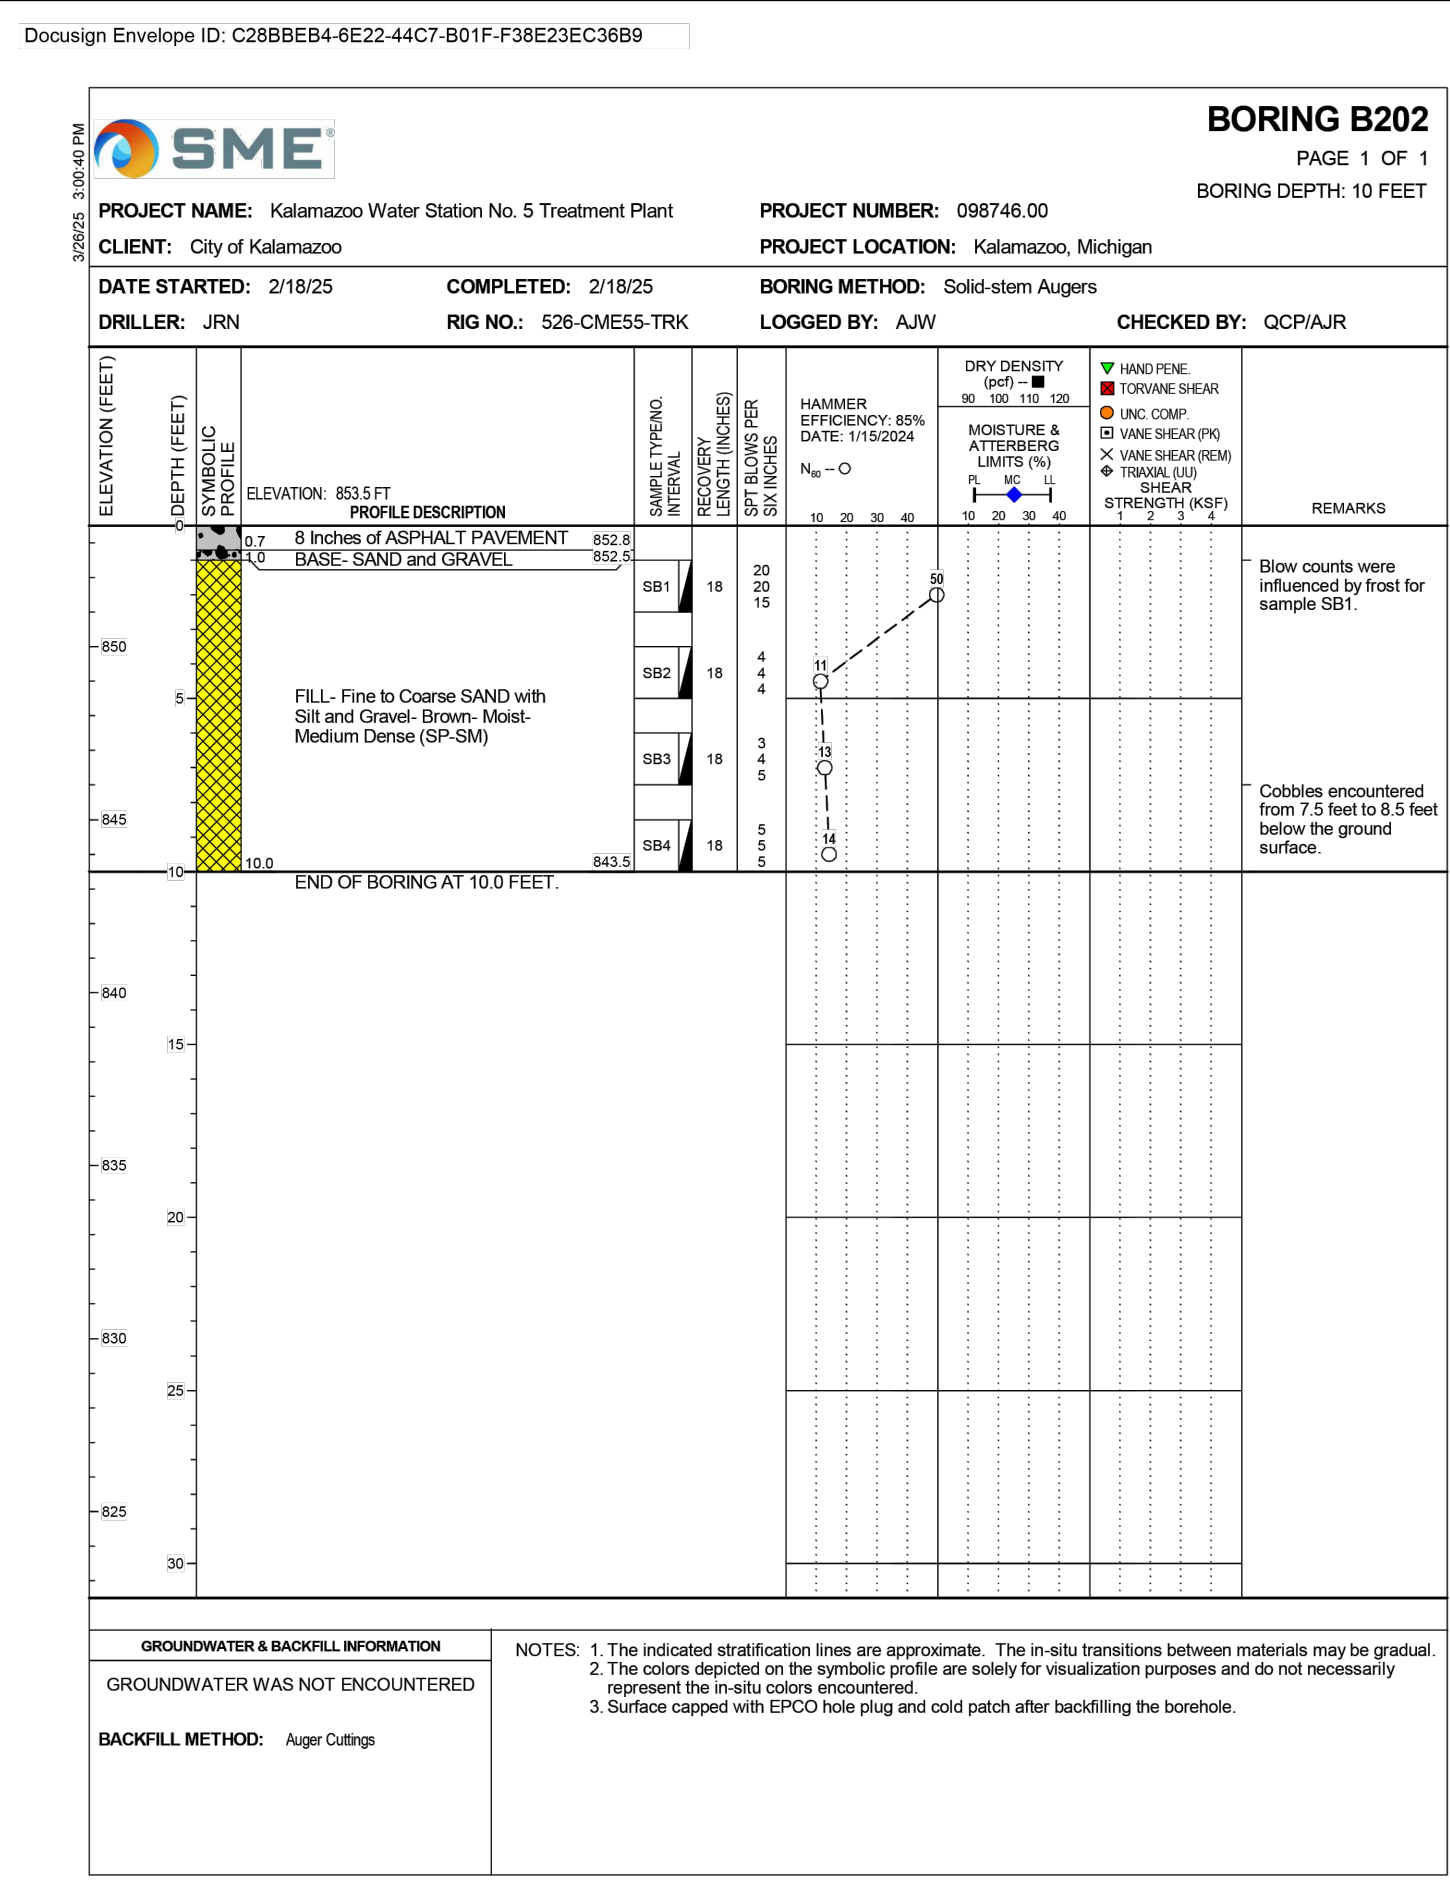 Docusign Envelope ID: C28BBEB4-6E22-44C7-B01F-F38E23EC36B9
3/26/25 3:00:40 PM
SME®
BORING B202
PAGE 1 OF 1
BORING DEPTH: 10 FEET
PROJECT NAME: Kalamazoo Water Station No. 5 Treatment Plant
PROJECT NUMBER: 098746.00
CLIENT: City of Kalamazoo
PROJECT LOCATION: Kalamazoo, Michigan
DATE STARTED: 2/18/25
COMPLETED: 2/18/25
BORING METHOD: Solid-stem Augers
DRILLER: JRN
RIG NO.: 526-CME55-TRK
LOGGED BY: AJW
CHECKED BY: QCP/AJR
ELEVATION (FEET)
DEPTH (FEET)
SYMBOLIC
PROFILE
ELEVATION: 853.5 FT
PROFILE DESCRIPTION
SAMPLE TYPE/NO.
INTERVAL
RECOVERY
LENGTH (INCHES)
SPT BLOWS PER
SIX INCHES
HAMMER
EFFICIENCY: 85%
DATE: 1/15/2024
N60 -- O
10 20 30 40
DRY DENSITY
(pcf) -- ■
90 100 110 120
MOISTURE &
ATTERBERG
LIMITS (%)
PL MC LL
10 20 30 40
HAND PENE.
TORVANE SHEAR
UNC. COMP.
VANE SHEAR (PK)
VANE SHEAR (REM)
TRIAXIAL (UU)
SHEAR
STRENGTH (KSF)
1 2 3 4
REMARKS
0
0.7 8 Inches of ASPHALT PAVEMENT 852.8
1.0 BASE- SAND and GRAVEL 852.5
SB1 18
20
20
15
50
Blow counts were
influenced by frost for
sample SB1.
850
SB2 18
4
4
4
11
5
FILL- Fine to Coarse SAND with
Silt and Gravel- Brown- Moist-
Medium Dense (SP-SM)
SB3 18
3
4
5
13
Cobbles encountered
from 7.5 feet to 8.5 feet
below the ground
surface.
845
SB4 18
5
5
5
14
10.0 843.5
10
END OF BORING AT 10.0 FEET.
840
15
835
20
830
25
825
30
GROUNDWATER & BACKFILL INFORMATION
GROUNDWATER WAS NOT ENCOUNTERED
BACKFILL METHOD: Auger Cuttings
NOTES: 1. The indicated stratification lines are approximate. The in-situ transitions between materials may be gradual.
2. The colors depicted on the symbolic profile are solely for visualization purposes and do not necessarily
represent the in-situ colors encountered.
3. Surface capped with EPCO hole plug and cold patch after backfilling the borehole.